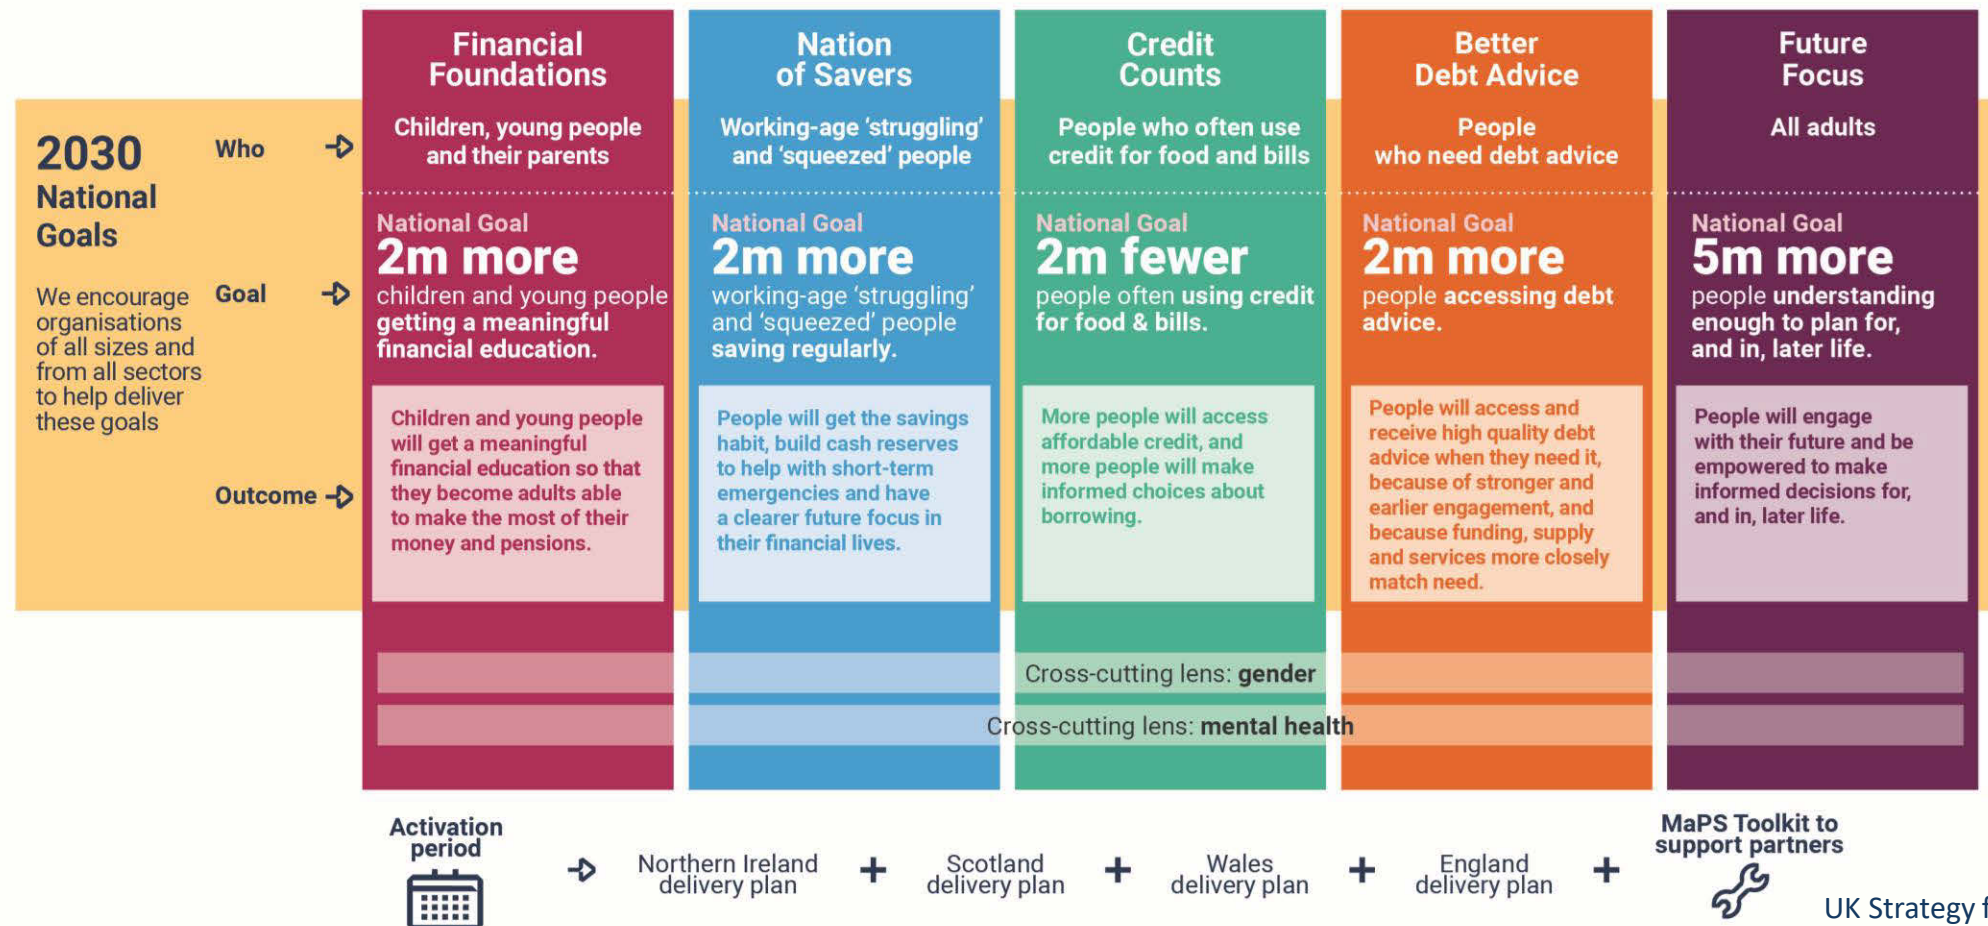 2030
National
Goals
We encourage
organisations
of all sizes and
from all sectors
to help deliver
these goals
Who
Goal
Outcome
Financial
Foundations
Children, young people
and their parents
National Goal
2m more
children and young people
getting a meaningful
financial education.
Children and young people
will get a meaningful
financial education so that
they become adults able
to make the most of their
money and pensions.
Nation
of Savers
Working-age ‘struggling’
and ‘squeezed’ people
National Goal
2m more
working-age ‘struggling’
and ‘squeezed’ people
saving regularly.
People will get the savings
habit, build cash reserves
to help with short-term
emergencies and have
a clearer future focus in
their financial lives.
Credit
Counts
People who often use
credit for food and bills
National Goal
2m fewer
people often using credit
for food & bills.
More people will access
affordable credit, and
more people will make
informed choices about
borrowing.
Better
Debt Advice
People
who need debt advice
National Goal
2m more
people accessing debt
advice.
People will access and
receive high quality debt
advice when they need it,
because of stronger and
earlier engagement, and
because funding, supply
and services more closely
match need.
Future
Focus
All adults
National Goal
5m more
people understanding
enough to plan for,
and in, later life.
People will engage
with their future and be
empowered to make
informed decisions for,
and in, later life.
Cross-cutting lens: gender
Cross-cutting lens: mental health
Activation
period
Northern Ireland
delivery plan
+
Scotland
delivery plan
+
Wales
delivery plan
+
England
delivery plan
+
MaPS Toolkit to
support partners
UK Strategy f